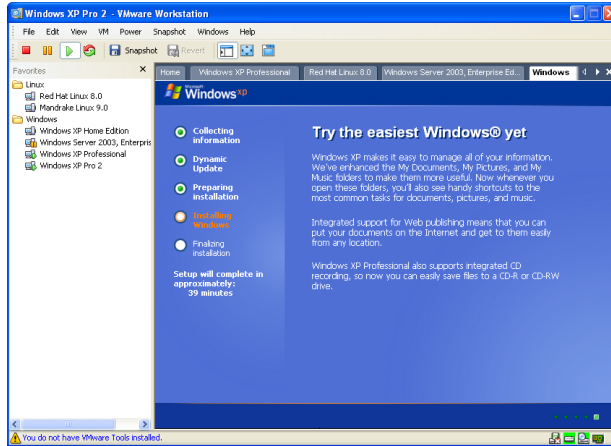 Windows XP Pro 2 - VMware Workstation
File Edit View VM Power Snapshot Windows Help
Snapshot Revert
Favorites
Home Windows XP Professional Red Hat Linux 8.0 Windows Server 2003, Enterprise Ed... Windows
Linux
Red Hat Linux 8.0
Mandrake Linux 9.0
Windows
Windows XP Home Edition
Windows Server 2003, Enterpris
Windows XP Professional
Windows XP Pro 2
Microsoft
Windows xp
Collecting
information
Dynamic
Update
Preparing
installation
Installing
Windows
Finalizing
installation
Setup will complete in
approximately:
39 minutes
Try the easiest Windows® yet
Windows XP makes it easy to manage all of your information.
We've enhanced the My Documents, My Pictures, and My
Music folders to make them more useful. Now whenever you
open these folders, you'll also see handy shortcuts to the
most common tasks for documents, pictures, and music.
Integrated support for Web publishing means that you can
put your documents on the Internet and get to them easily
from any location.
Windows XP Professional also supports integrated CD
recording, so now you can easily save files to a CD-R or CD-RW
drive.
You do not have VMware Tools installed.